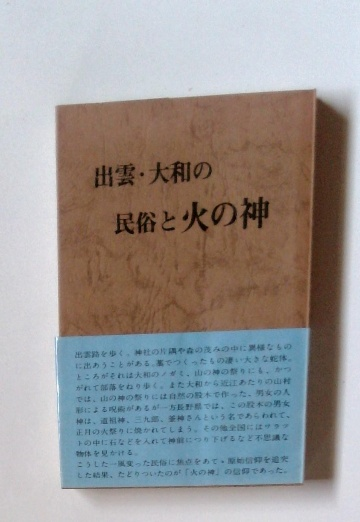 出雲・大和の
民俗と火の神
出雲路を歩く、神社の片隅や森の茂みの中に異様なもの
に出あうことがある。藁でつくったもの凄い大きな蛇体。
ところがそれは大和のノガミ、山の神の祭りにも、かつ
がれて部落をねり歩く。また大和から近江あたりの山村
では、山の神の祭りには自然の股木で作った、男女の人
形による呪術があるが一方長野県では、この股木の男女
神は、道祖神、三九郎、釜神さんという名であらわれて、
正月の火祭りに焼かれてしまう。その他全国にはワラヅト
の中に石などを入れて神前につり下げるなど不思議な
物体を見かける。
こうした一風変った民俗に焦点をあて、原始信仰を追究
した結果、たどりついたのが「火の神」の信仰であった。